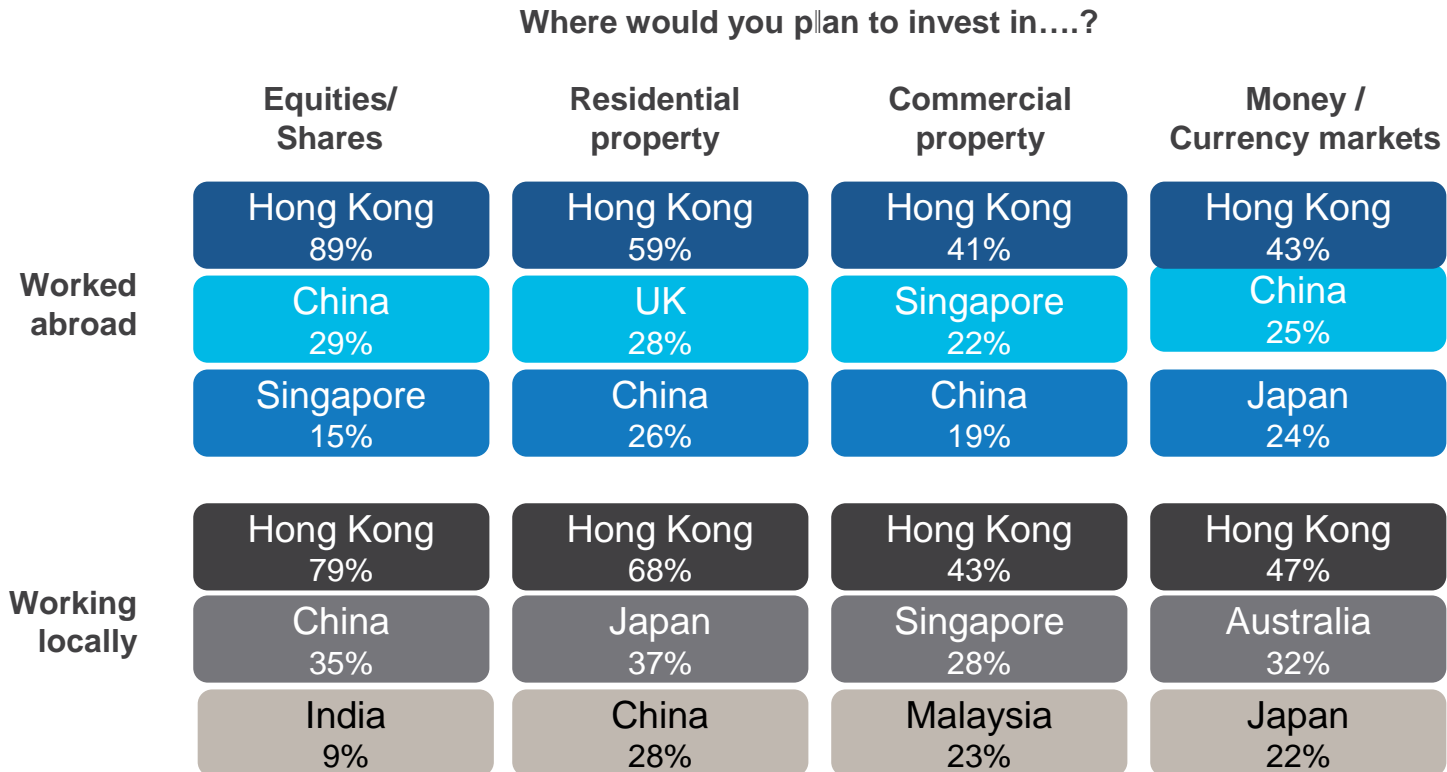 Where would you plan to invest in….?
Equities/
Shares
Residential
property
Commercial
property
Money /
Currency markets
Worked
abroad
Hong Kong
89%
Hong Kong
59%
Hong Kong
41%
Hong Kong
43%
China
29%
UK
28%
Singapore
22%
China
25%
Singapore
15%
China
26%
China
19%
Japan
24%
Working
locally
Hong Kong
79%
Hong Kong
68%
Hong Kong
43%
Hong Kong
47%
China
35%
Japan
37%
Singapore
28%
Australia
32%
India
9%
China
28%
Malaysia
23%
Japan
22%